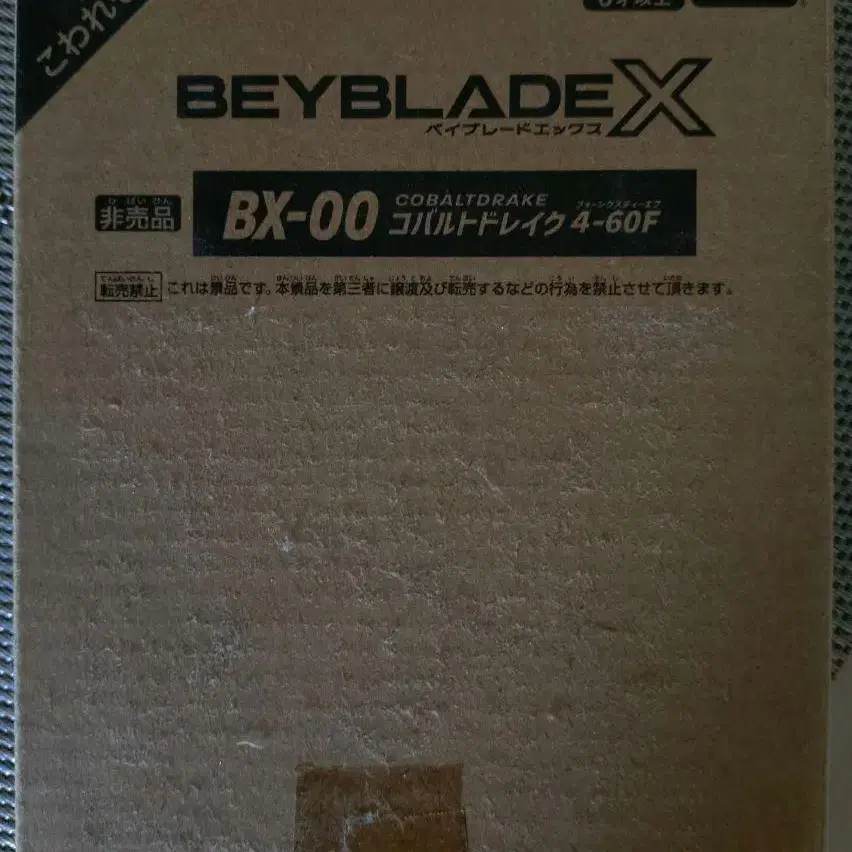 こわれ
BEYBLADE X
ベイブレードエックス
非売品
BX-00
COBALTDRAKE
コバルトドレイク 4-60F
転売禁止 これは景品です。本景品を第三者に譲渡及び転売するなどの行為を禁止させて頂きます。